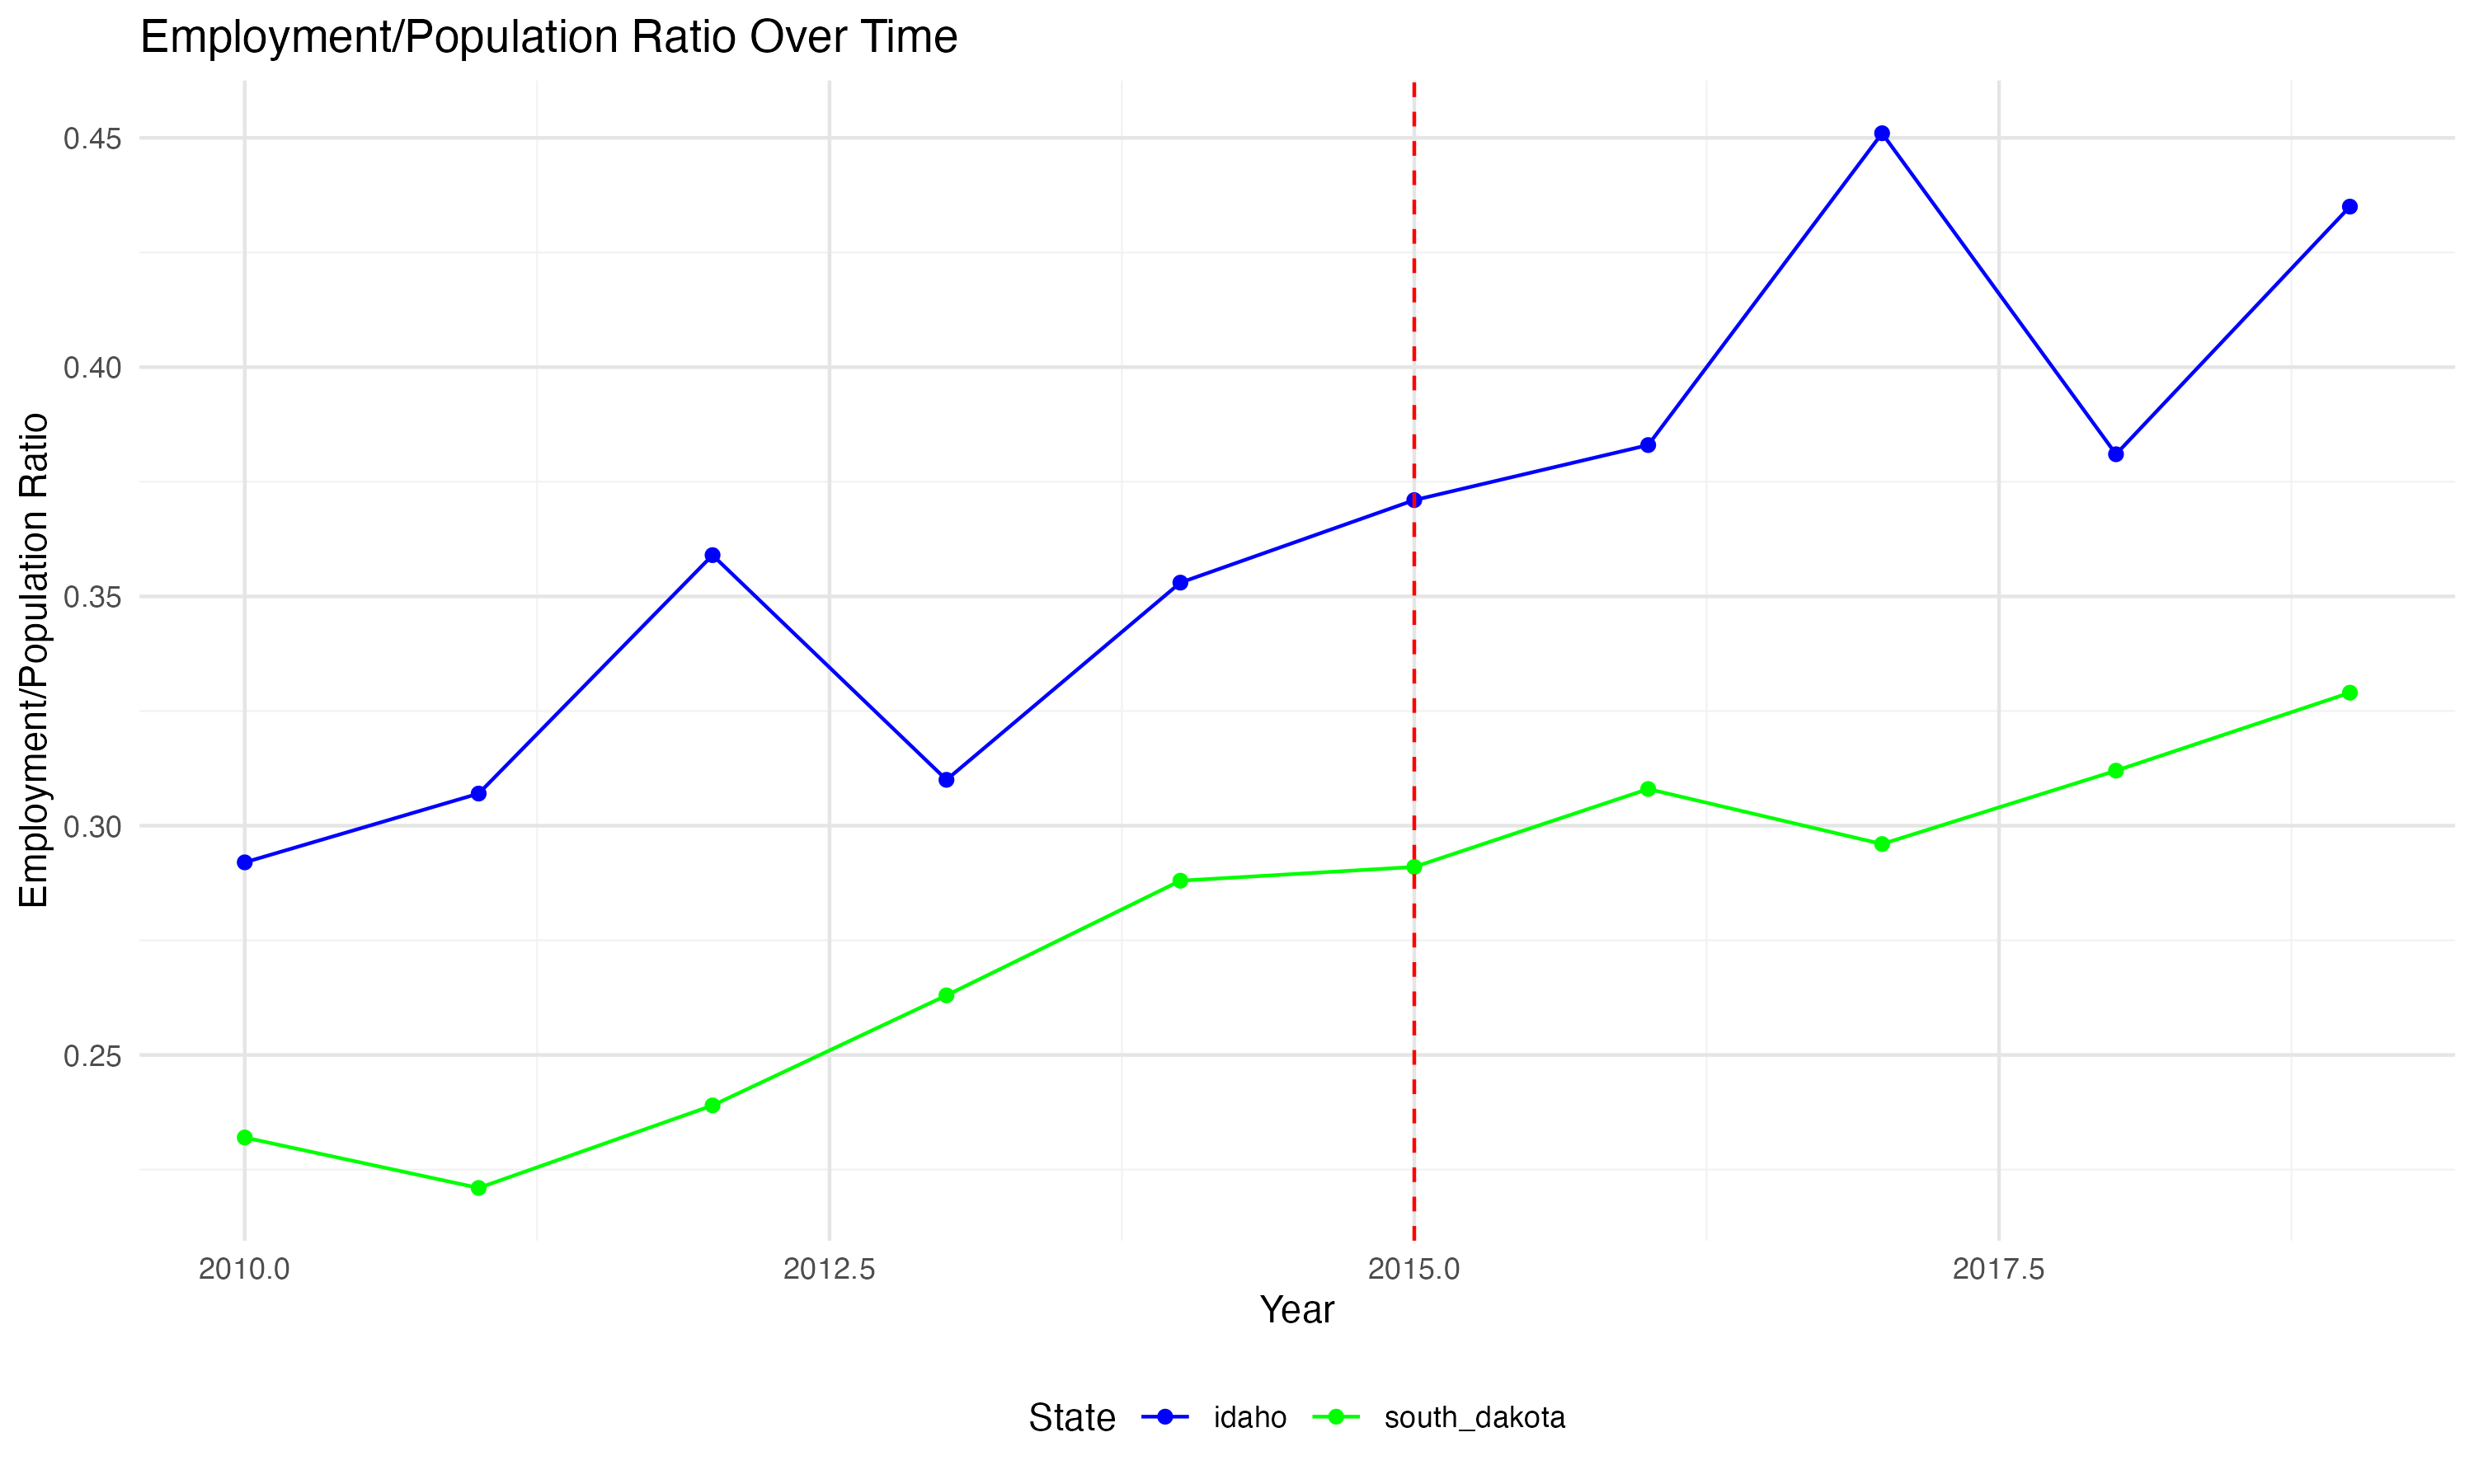 Employment/Population Ratio Over Time
Employment/Population Ratio
0.45
0.40
0.35
0.30
0.25
2010.0 2012.5 2015.0 2017.5
Year
State idaho south_dakota